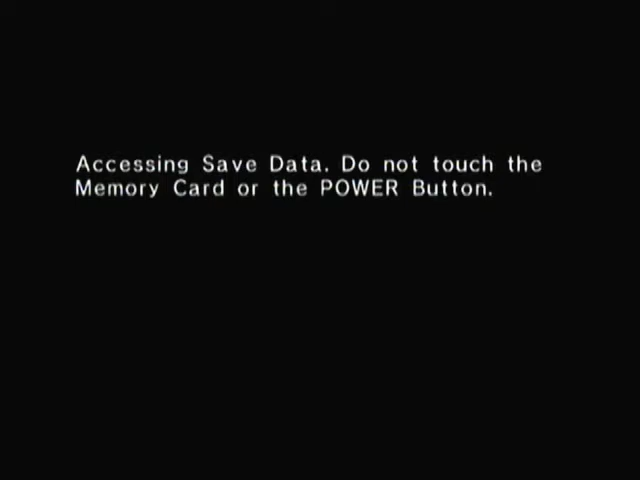 Accessing Save Data. Do not touch the
Memory Card or the POWER Button.